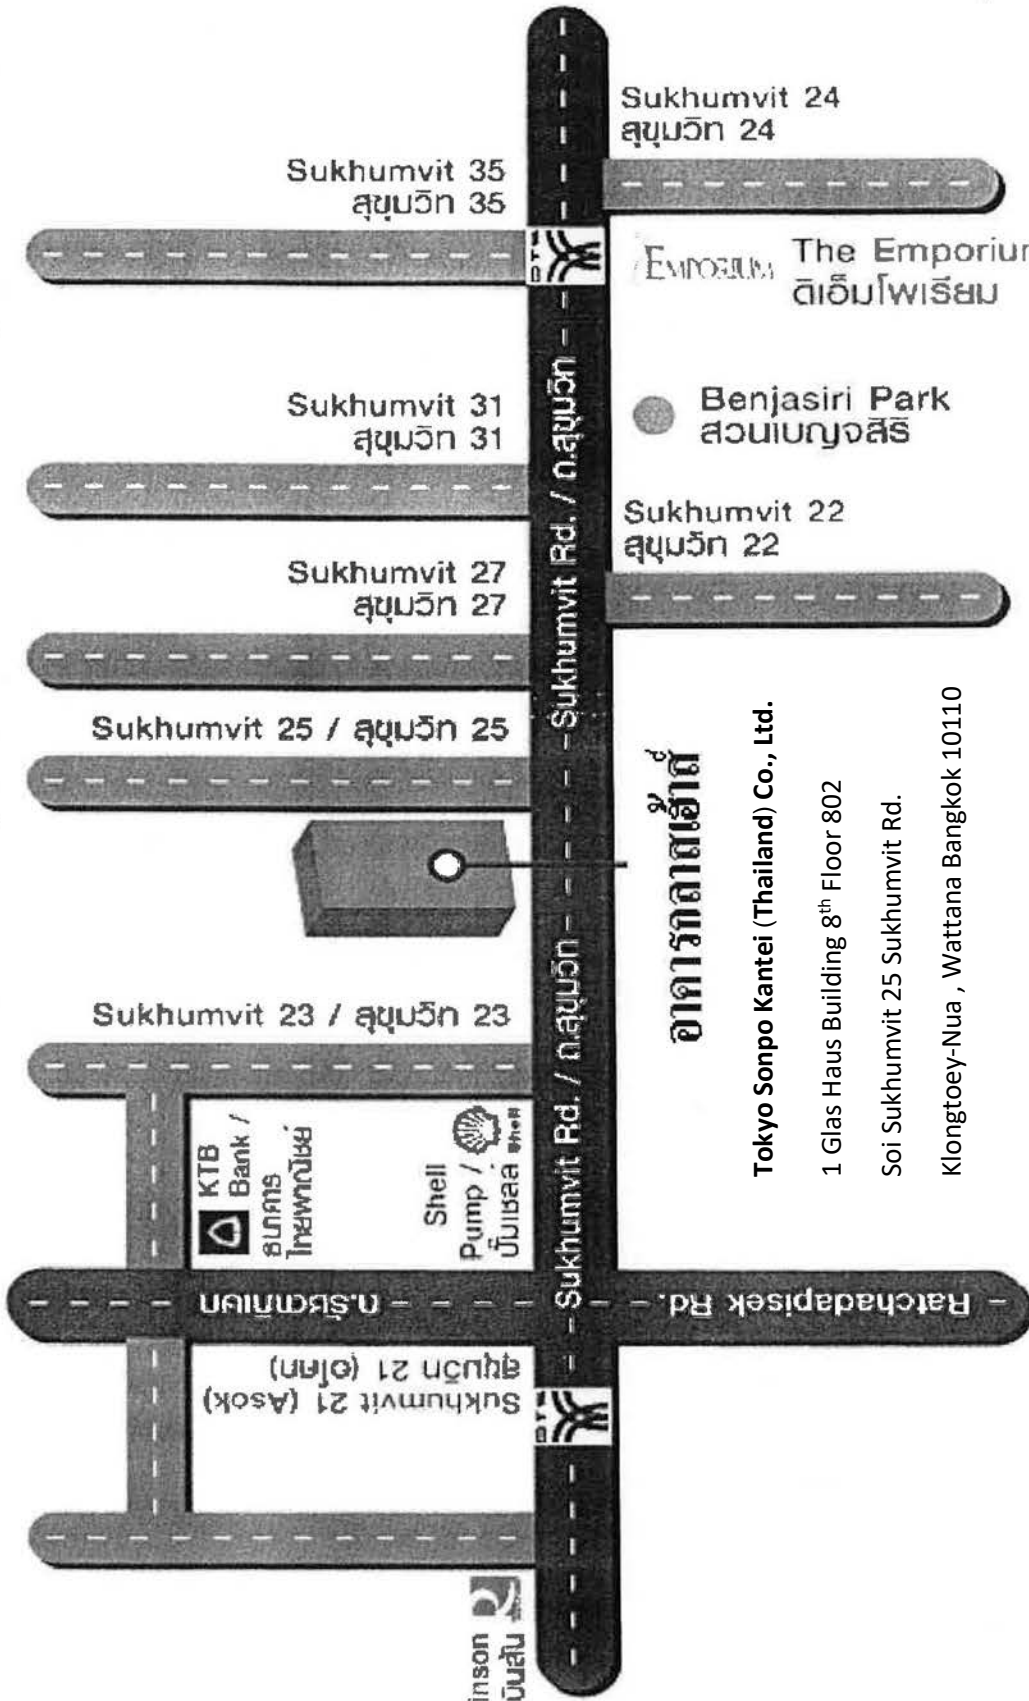 Sukhumvit 24
สุขุมวิท 24
Sukhumvit 35
สุขุมวิท 35
BTS
EMPORIUM
The Emporium
ดิเอ็มโพเรียม
Benjasiri Park
สวนเบญจสิริ
Sukhumvit 31
สุขุมวิท 31
Sukhumvit Rd. / ถ.สุขุมวิท
Sukhumvit 22
สุขุมวิท 22
Sukhumvit 27
สุขุมวิท 27
Sukhumvit 25 / สุขุมวิท 25
อาคารกลาสเฮ้าส์
Tokyo Sonpo Kantei (Thailand) Co., Ltd.
1 Glas Haus Building 8th Floor 802
Soi Sukhumvit 25 Sukhumvit Rd.
Klongtoey-Nua , Wattana Bangkok 10110
Sukhumvit 23 / สุขุมวิท 23
Sukhumvit Rd. / ถ.สุขุมวิท
KTB
Bank /
ธนาคาร
ไทยพาณิชย์
Shell
Pump /
ปั๊มเชลล์
Shell
ถ.รัชดาภิเษก
Ratchadapisek Rd.
Sukhumvit 21 (Asok)
สุขุมวิท 21 (อโศก)
BTS
inson
บินสัน